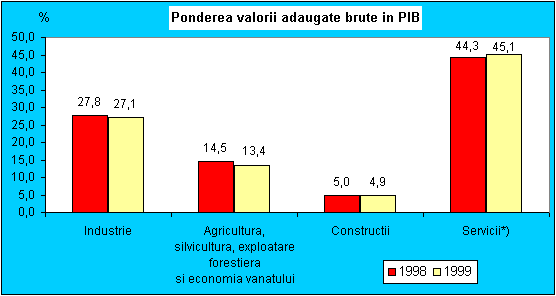 Ponderea valorii adaugate brute in PIB
%
50,0
45,0
40,0
35,0
30,0
25,0
20,0
15,0
10,0
5,0
0,0
27,8 27,1
14,5 13,4
5,0 4,9
44,3 45,1
Industrie
Agricultura,
silvicultura, exploatare
forestiera
si economia vanatului
Constructii
Servicii*)
1998 1999